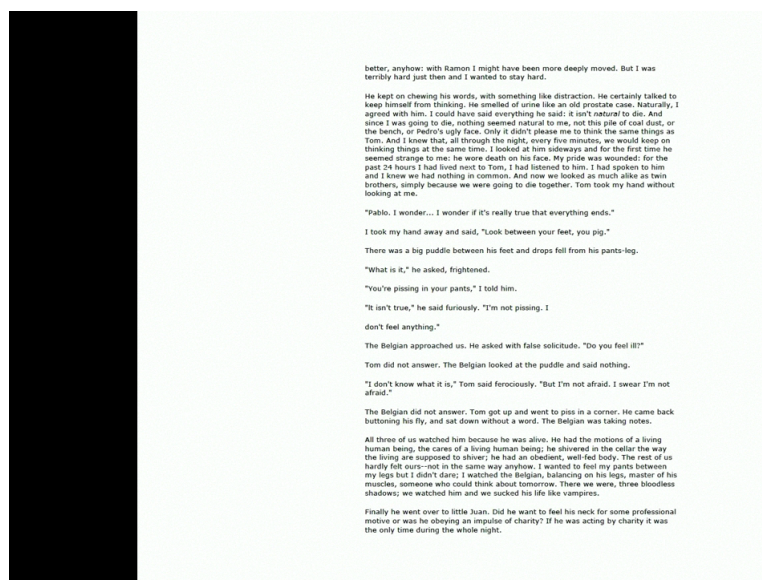 better, anyhow: with Ramon I might have been more deeply moved. But I was
terribly hard just then and I wanted to stay hard.
He kept on chewing his words, with something like distraction. He certainly talked to
keep himself from thinking. He smelled of urine like an old prostate case. Naturally, I
agreed with him. I could have said everything he said: it isn't natural to die. And
since I was going to die, nothing seemed natural to me, not this pile of coal dust, or
the bench, or Pedro's ugly face. Only it didn't please me to think the same things as
Tom. And I knew that, all through the night, every five minutes, we would keep on
thinking things at the same time. I looked at him sideways and for the first time he
seemed strange to me: he wore death on his face. My pride was wounded: for the
past 24 hours I had lived next to Tom, I had listened to him. I had spoken to him
and I knew we had nothing in common. And now we looked as much alike as twin
brothers, simply because we were going to die together. Tom took my hand without
looking at me.
"Pablo. I wonder... I wonder if it's really true that everything ends."
I took my hand away and said, "Look between your feet, you pig."
There was a big puddle between his feet and drops fell from his pants-leg.
"What is it," he asked, frightened.
"You're pissing in your pants," I told him.
"It isn't true," he said furiously. "I'm not pissing. I
don't feel anything."
The Belgian approached us. He asked with false solicitude. "Do you feel ill?"
Tom did not answer. The Belgian looked at the puddle and said nothing.
"I don't know what it is," Tom said ferociously. "But I'm not afraid. I swear I'm not
afraid."
The Belgian did not answer. Tom got up and went to piss in a corner. He came back
buttoning his fly, and sat down without a word. The Belgian was taking notes.
All three of us watched him because he was alive. He had the motions of a living
human being, the cares of a living human being; he shivered in the cellar the way
the living are supposed to shiver; he had an obedient, well-fed body. The rest of us
hardly felt ours--not in the same way anyhow. I wanted to feel my pants between
my legs but I didn't dare; I watched the Belgian, balancing on his legs, master of his
muscles, someone who could think about tomorrow. There we were, three bloodless
shadows; we watched him and we sucked his life like vampires.
Finally he went over to little Juan. Did he want to feel his neck for some professional
motive or was he obeying an impulse of charity? If he was acting by charity it was
the only time during the whole night.